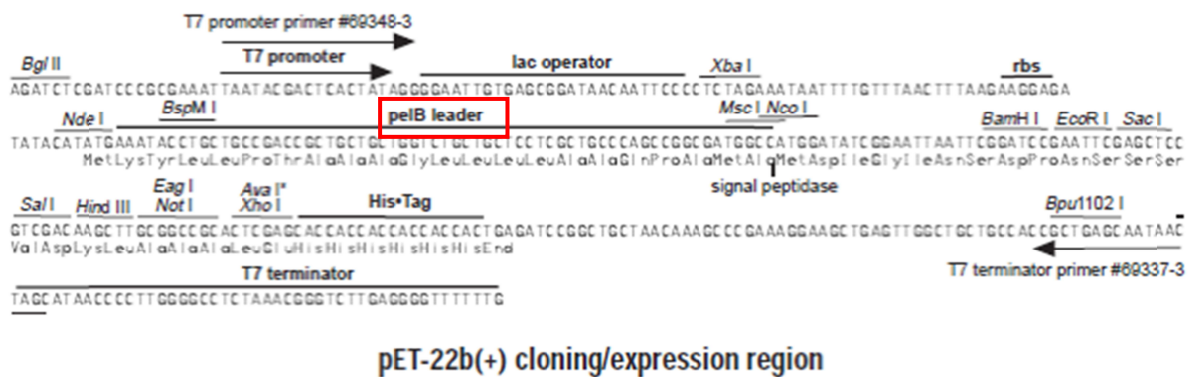 T7 promoter primer #69348-3
Bgl II T7 promoter lac operator Xba I rbs
AGATCTCGATCCCGCGAAATTAATACGACTCACTATAGGGGAATTGTGAGCGGATAACAATTCCCCTCTAGAAATAATTTTGTTTAACTTTAAGAAGGAGA
Nde I BspM I pelB leader Msc I Nco I BamH I EcoR I Sac I
TATACATATGAAATACCTGCTGCCGACCGCTGCTGCTGGTCTGCTGCTCCTCGCTGCCCAGCCGGCGATGGCCATGGATATCGGAATTAATTCGGATCCGAATTCGAGCTCC
MetLysTyrLeuLeuProThrAlaAlaAlaGlyLeuLeuLeuLeuAlaAlaGlnProAlaMetAlaMetAspIleGlyIleAsnSerAspProAsnSerSerSer
signal peptidase
Sal I Hind III Eag I Not I Ava I* Xho I His•Tag Bpu1102 I
GTCGACAAGCTTGCGGCCGCACTCGAGCACCACCACCACCACCACTGAGATCCGGCTGCTAACAAAGCCCGAAAGGAAGCTGAGTTGGCTGCTGCCACCGCTGAGCAATAAC
ValAspLysLeuAlaAlaAlaLeuGluHisHisHisHisHisHisEnd
T7 terminator T7 terminator primer #69337-3
TAGCATAACCCCTTGGGGCCTCTAAACGGGTCTTGAGGGGTTTTTTG
pET-22b(+) cloning/expression region